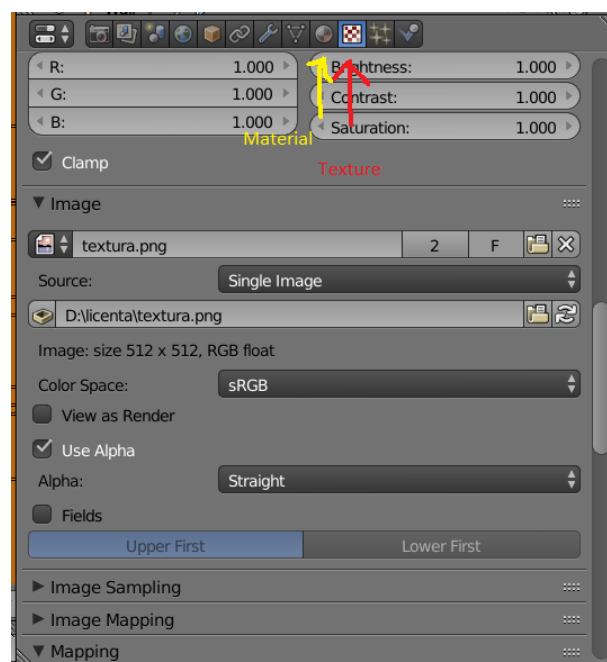 R: 1.000 Brightness: 1.000
G: 1.000 Contrast: 1.000
B: 1.000 Saturation: 1.000
Material
Clamp
Texture
Image
textura.png 2 F
Source: Single Image
D:\licenta\textura.png
Image: size 512 x 512, RGB float
Color Space: sRGB
View as Render
Use Alpha
Alpha: Straight
Fields
Upper First Lower First
Image Sampling
Image Mapping
Mapping